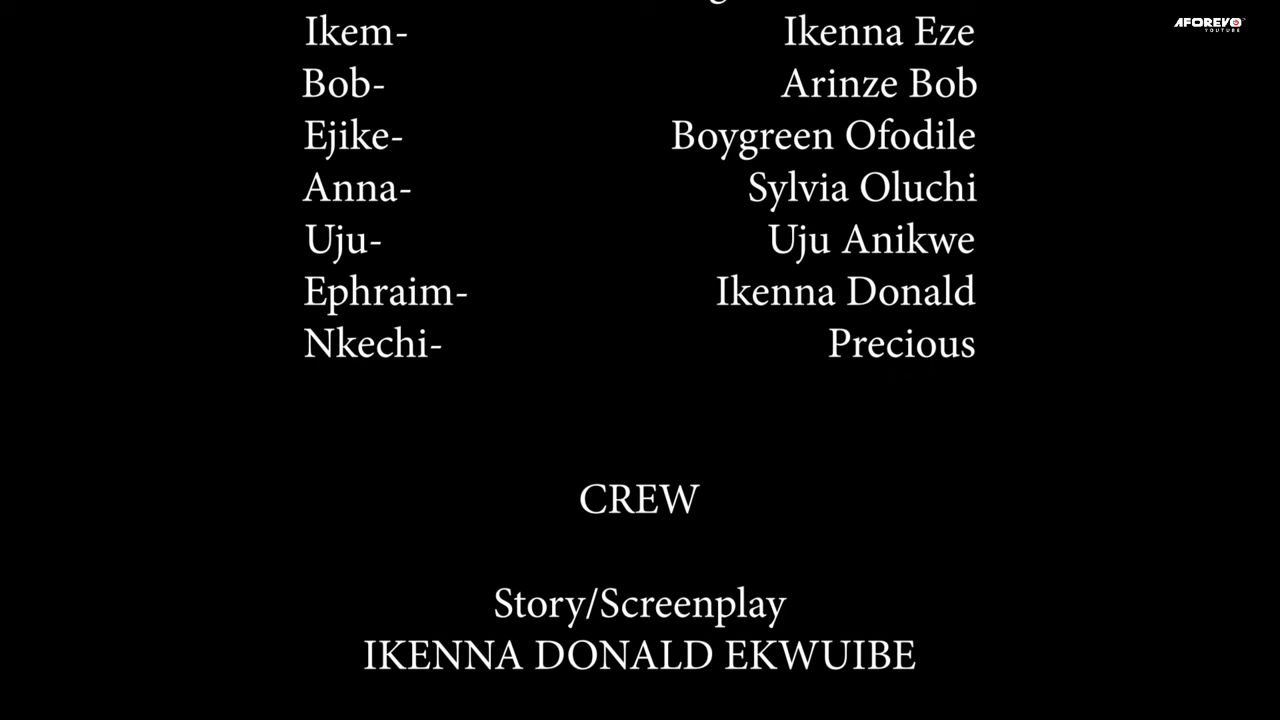 AFOREVO
YOUTUBE
Ikem- Ikenna Eze
Bob- Arinze Bob
Ejike- Boygreen Ofodile
Anna- Sylvia Oluchi
Uju- Uju Anikwe
Ephraim- Ikenna Donald
Nkechi- Precious
CREW
Story/Screenplay
IKENNA DONALD EKWUIBE